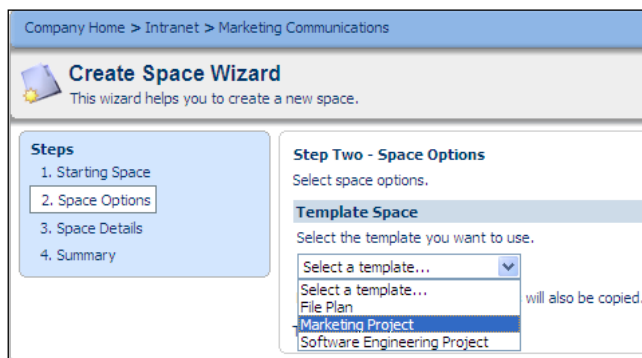 Company Home > Intranet > Marketing Communications
Create Space Wizard
This wizard helps you to create a new space.
Steps
1. Starting Space
2. Space Options
3. Space Details
4. Summary
Step Two - Space Options
Select space options.
Template Space
Select the template you want to use.
Select a template...
Select a template...
File Plan
will also be copied.
Marketing Project
Software Engineering Project